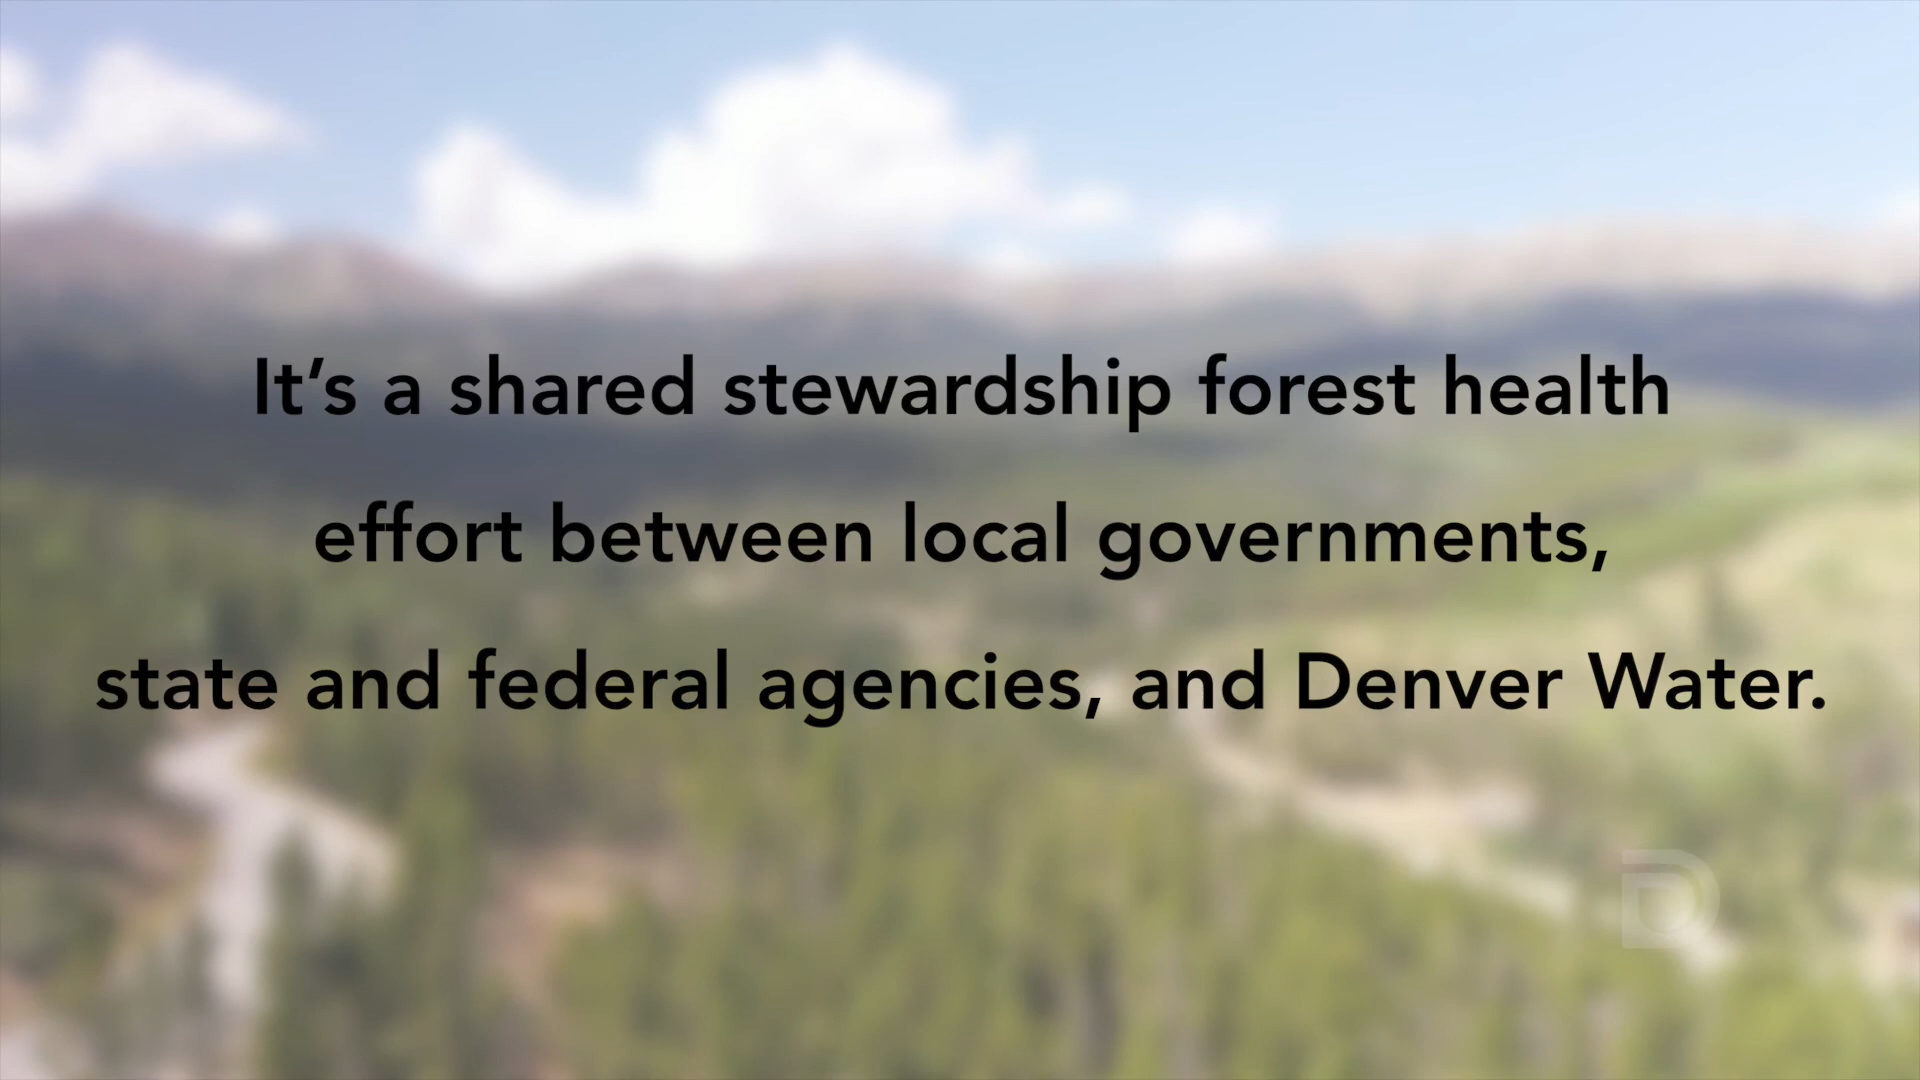 It’s a shared stewardship forest health
effort between local governments,
state and federal agencies, and Denver Water.